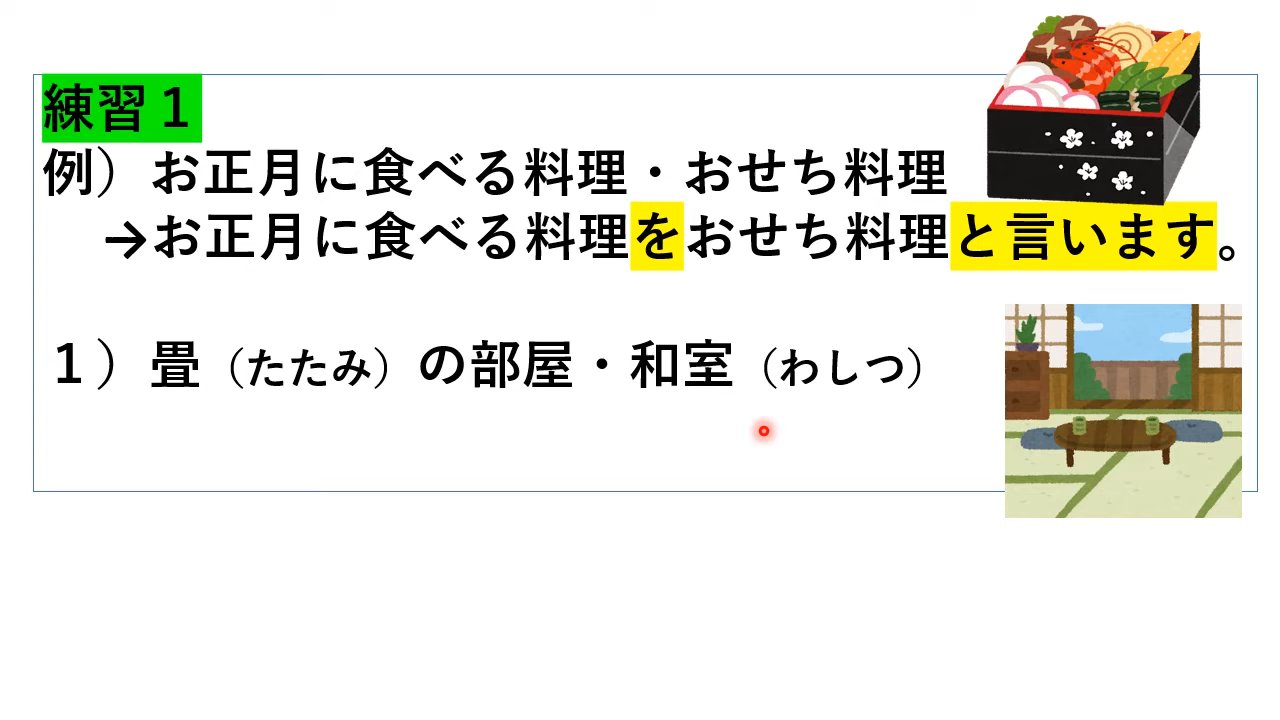 練習１
例）お正月に食べる料理・おせち料理
→お正月に食べる料理をおせち料理と言います。
１）畳（たたみ）の部屋・和室（わしつ）